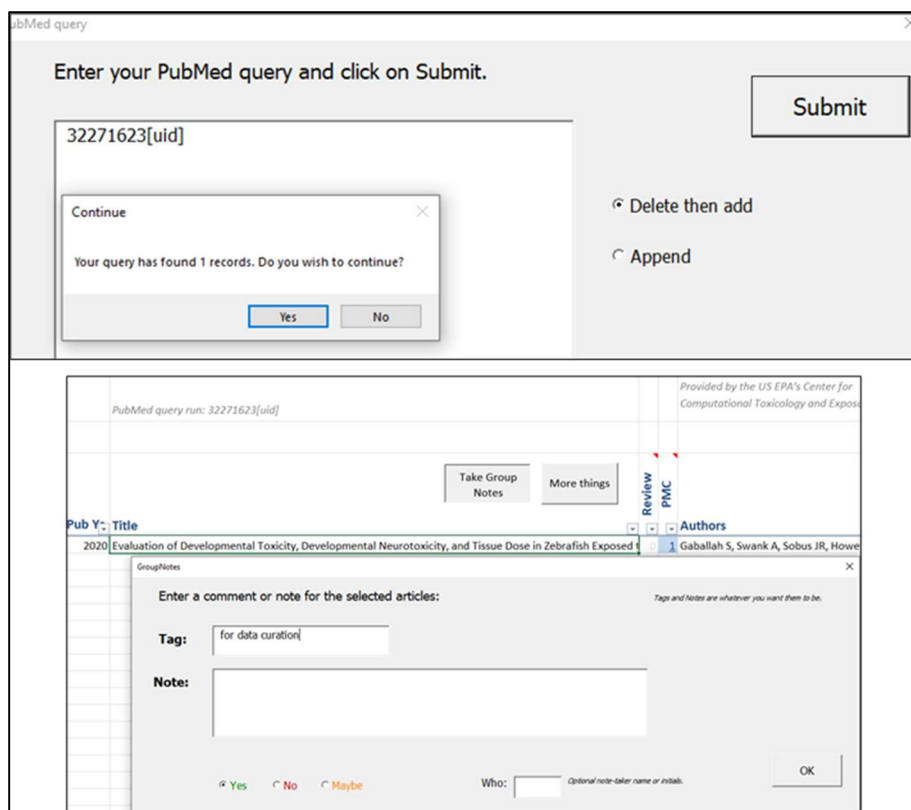 ubMed query
Enter your PubMed query and click on Submit.
Submit
32271623[uid]
Delete then add
Append
Continue
Your query has found 1 records. Do you wish to continue?
Yes
No
PubMed query run: 32271623[uid]
Provided by the US EPA's Center for
Computational Toxicology and Exposu
Take Group
Notes
More things
Review
PMC
Pub Y
Title
Authors
2020
Evaluation of Developmental Toxicity, Developmental Neurotoxicity, and Tissue Dose in Zebrafish Exposed t
0
1
Gaballah S, Swank A, Sobus JR, Howe
GroupNotes
Enter a comment or note for the selected articles:
Tags and Notes are whatever you want them to be.
Tag:
for data curation
Note:
Yes
No
Maybe
Who:
Optional note-taker name or initials.
OK